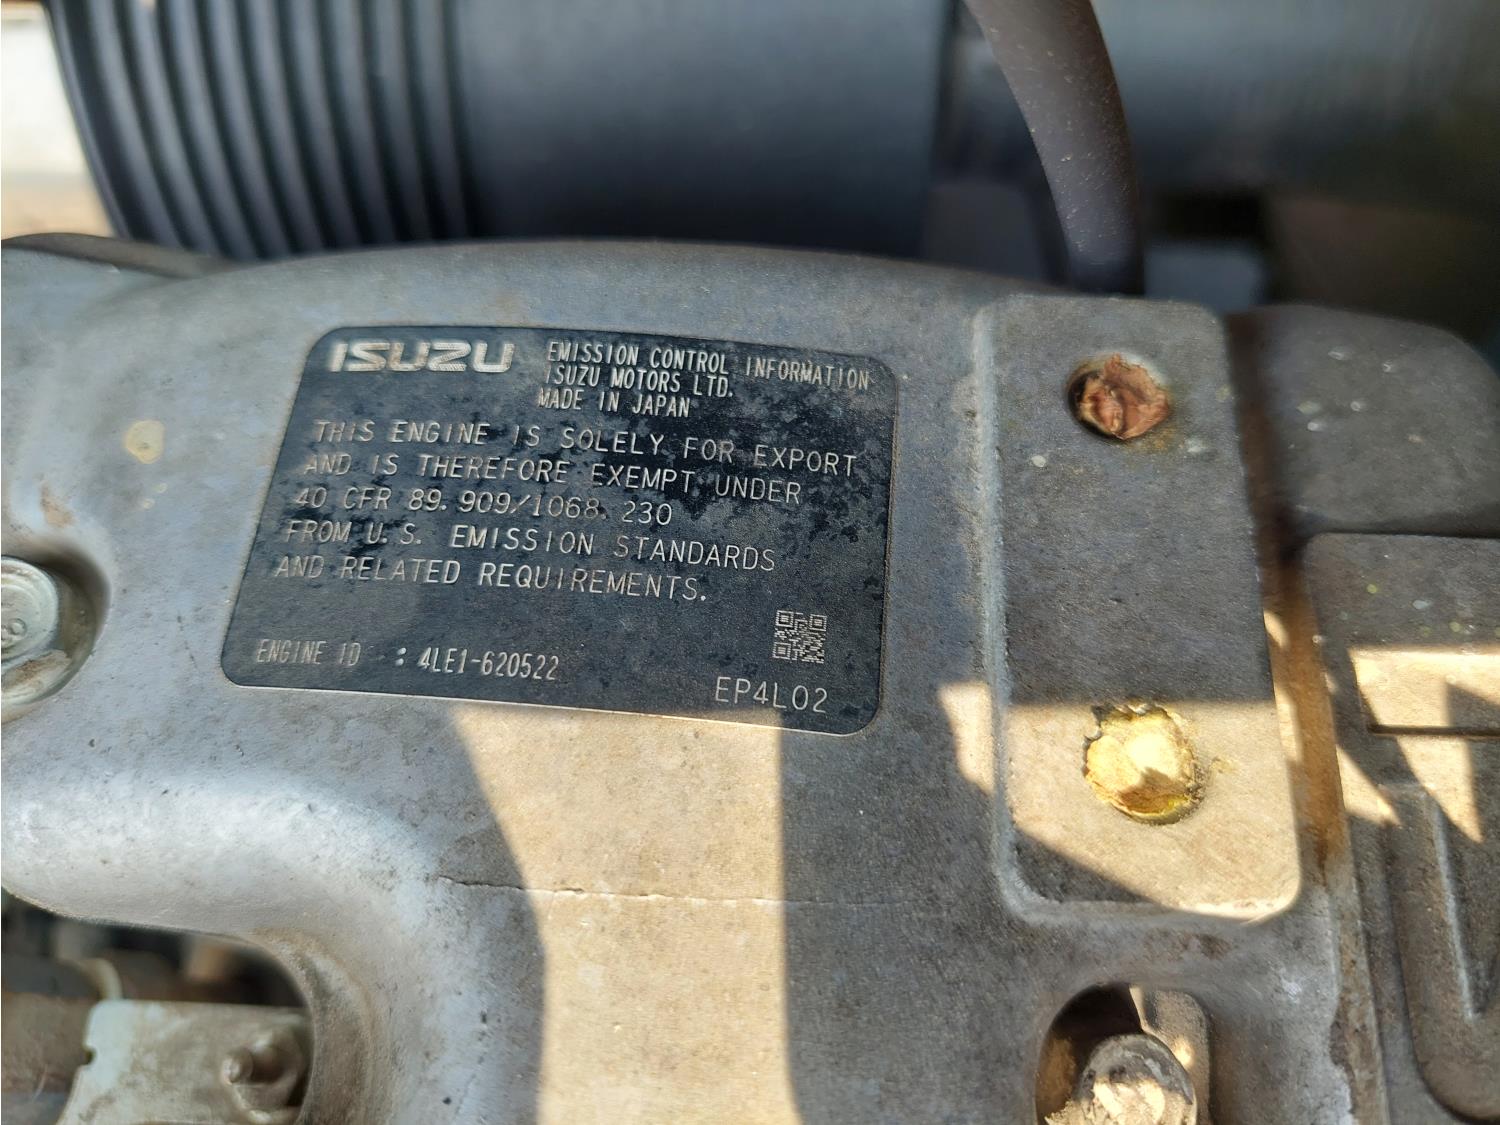 ISUZU
EMISSION CONTROL INFORMATION
ISUZU MOTORS LTD.
MADE IN JAPAN
THIS ENGINE IS SOLELY FOR EXPORT
AND IS THEREFORE EXEMPT UNDER
40 CFR 89.909/1068.230
FROM U.S. EMISSION STANDARDS
AND RELATED REQUIREMENTS.
ENGINE ID : 4LE1-620522
EP4L02